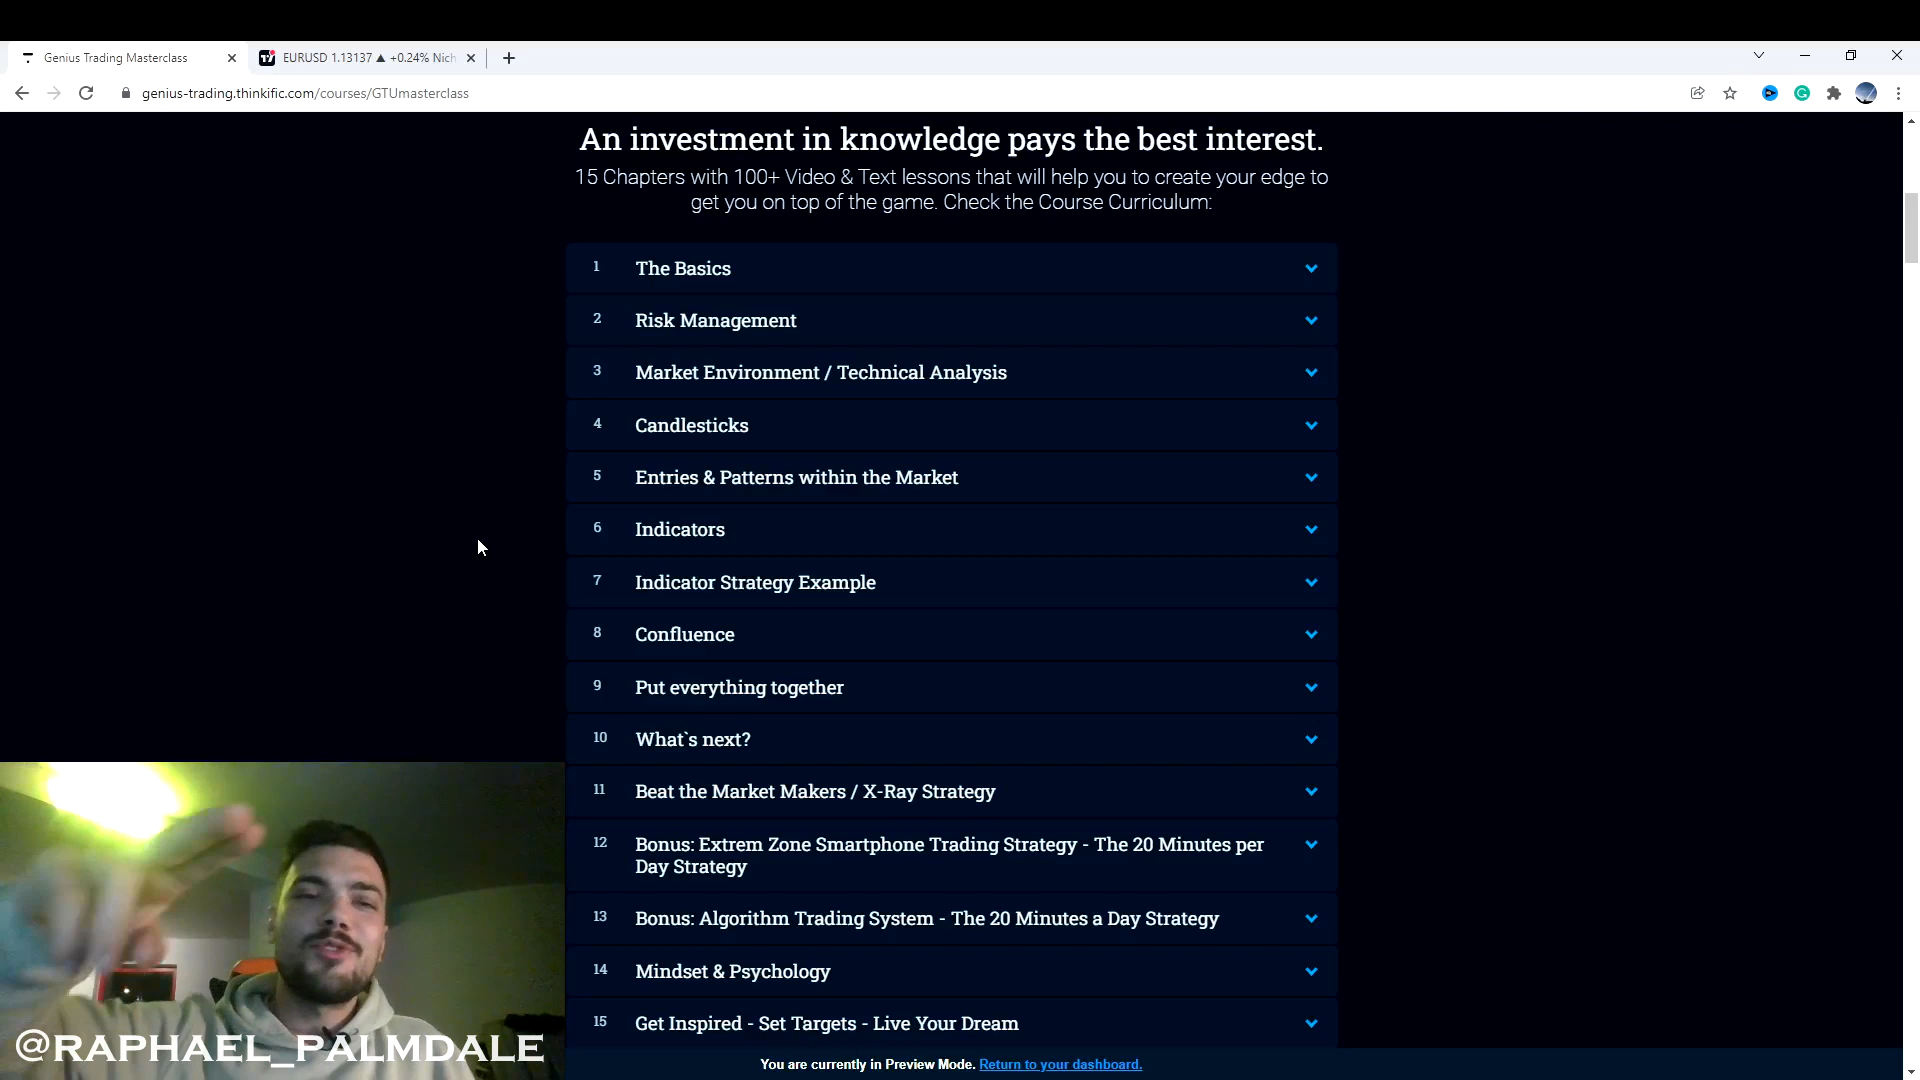 Genius Trading Masterclass
EURUSD 1.13137 ▲ +0.24% Nich
genius-trading.thinkific.com/courses/GTUmasterclass
An investment in knowledge pays the best interest.
15 Chapters with 100+ Video & Text lessons that will help you to create your edge to
get you on top of the game. Check the Course Curriculum:
1 The Basics
2 Risk Management
3 Market Environment / Technical Analysis
4 Candlesticks
5 Entries & Patterns within the Market
6 Indicators
7 Indicator Strategy Example
8 Confluence
9 Put everything together
10 What`s next?
11 Beat the Market Makers / X-Ray Strategy
12 Bonus: Extrem Zone Smartphone Trading Strategy - The 20 Minutes per
Day Strategy
13 Bonus: Algorithm Trading System - The 20 Minutes a Day Strategy
14 Mindset & Psychology
15 Get Inspired - Set Targets - Live Your Dream
@RAPHAEL_PALMDALE
You are currently in Preview Mode. Return to your dashboard.